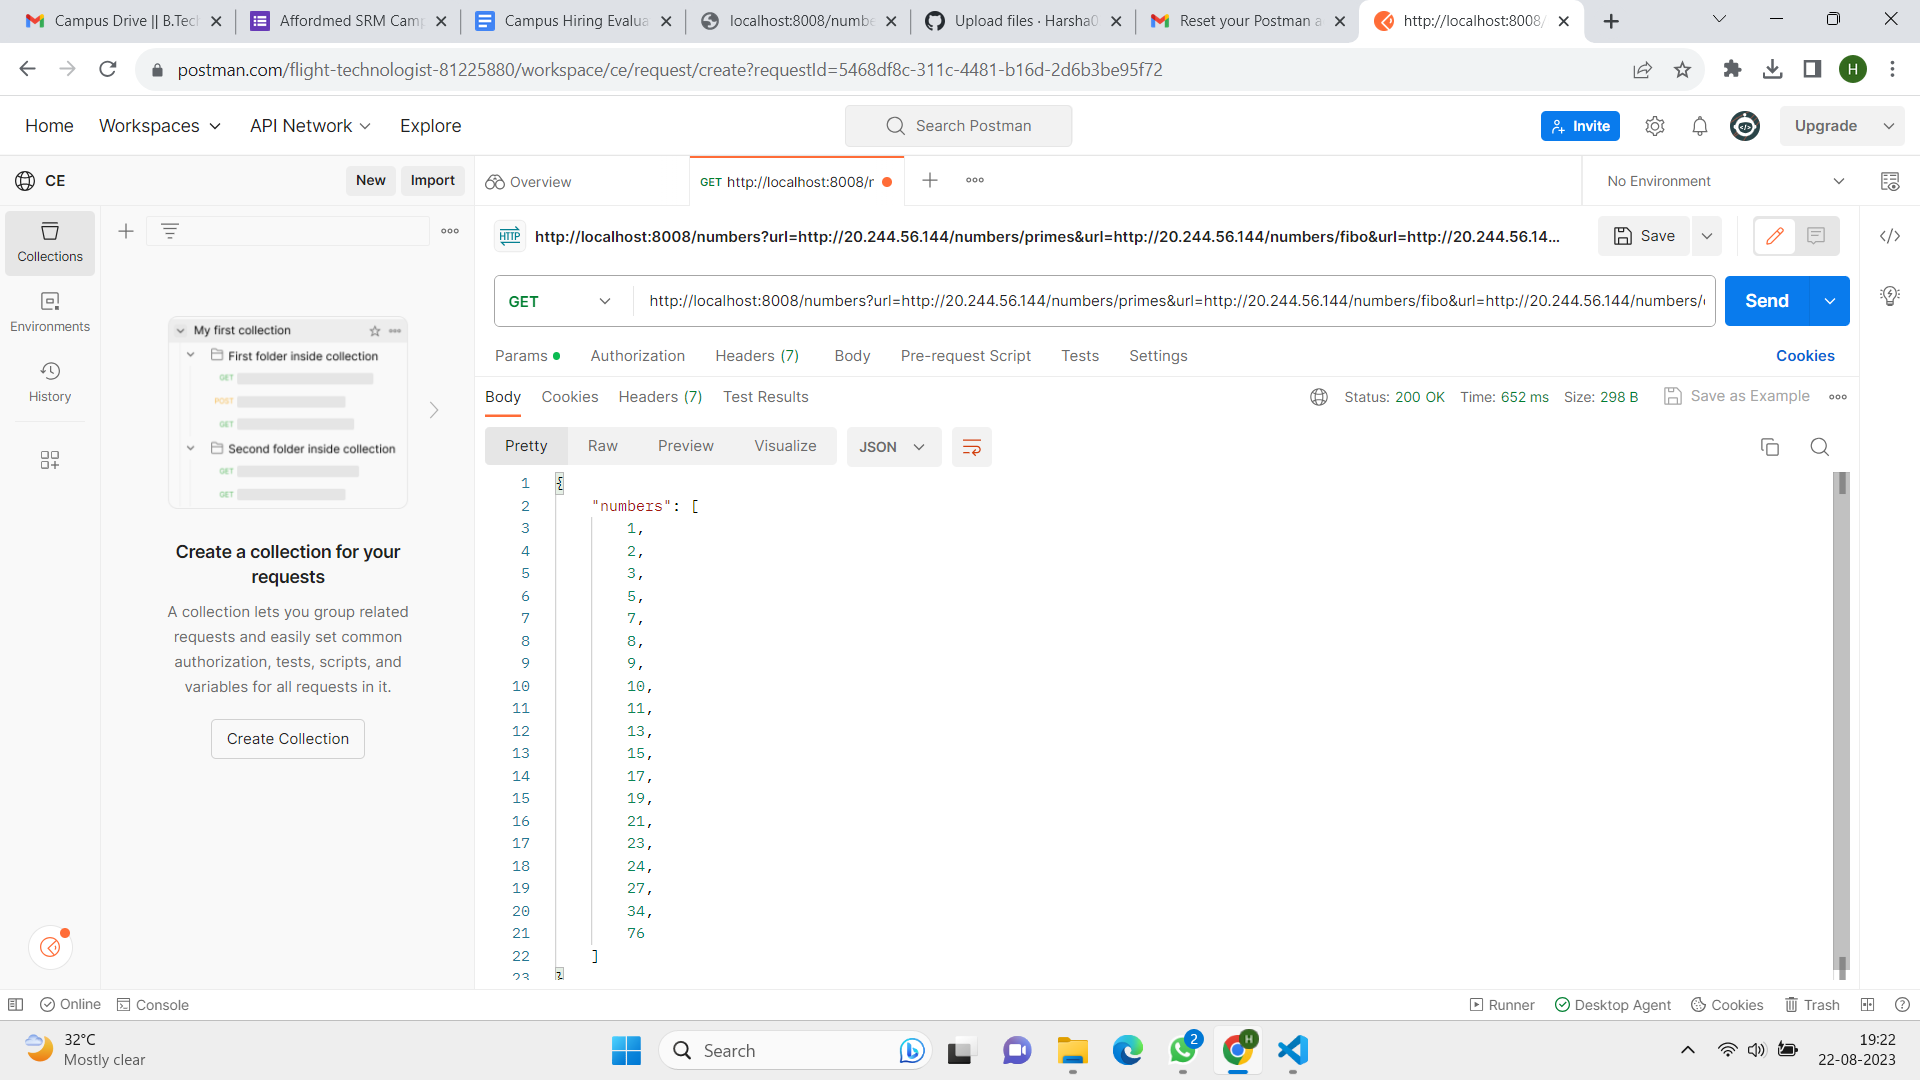 Campus Drive || B.Tech
Affordmed SRM Camp
Campus Hiring Evalua
localhost:8008/numbe
Upload files · Harsha0
Reset your Postman a
http://localhost:8008/
postman.com/flight-technologist-81225880/workspace/ce/request/create?requestId=5468df8c-311c-4481-b16d-2d6b3be95f72
H
Home Workspaces API Network Explore
Search Postman
Invite
Upgrade
CE
New Import
Overview
GET http://localhost:8008/n
No Environment
Collections
Environments
History
My first collection
First folder inside collection
GET
POST
GET
Second folder inside collection
GET
GET
Create a collection for your
requests
A collection lets you group related
requests and easily set common
authorization, tests, scripts, and
variables for all requests in it.
Create Collection
HTTP http://localhost:8008/numbers?url=http://20.244.56.144/numbers/primes&url=http://20.244.56.144/numbers/fibo&url=http://20.244.56.14...
Save
GET http://localhost:8008/numbers?url=http://20.244.56.144/numbers/primes&url=http://20.244.56.144/numbers/fibo&url=http://20.244.56.144/numbers/
Send
Params Authorization Headers (7) Body Pre-request Script Tests Settings
Cookies
Body Cookies Headers (7) Test Results
Status: 200 OK Time: 652 ms Size: 298 B Save as Example
Pretty Raw Preview Visualize JSON
1 {
2 "numbers": [
3 1,
4 2,
5 3,
6 5,
7 7,
8 8,
9 9,
10 10,
11 11,
12 13,
13 15,
14 17,
15 19,
16 21,
17 23,
18 24,
19 27,
20 34,
21 76
22 ]
23 }
Online Console
Runner Desktop Agent Cookies Trash
32°C
Mostly clear
Search
2
H
19:22
22-08-2023